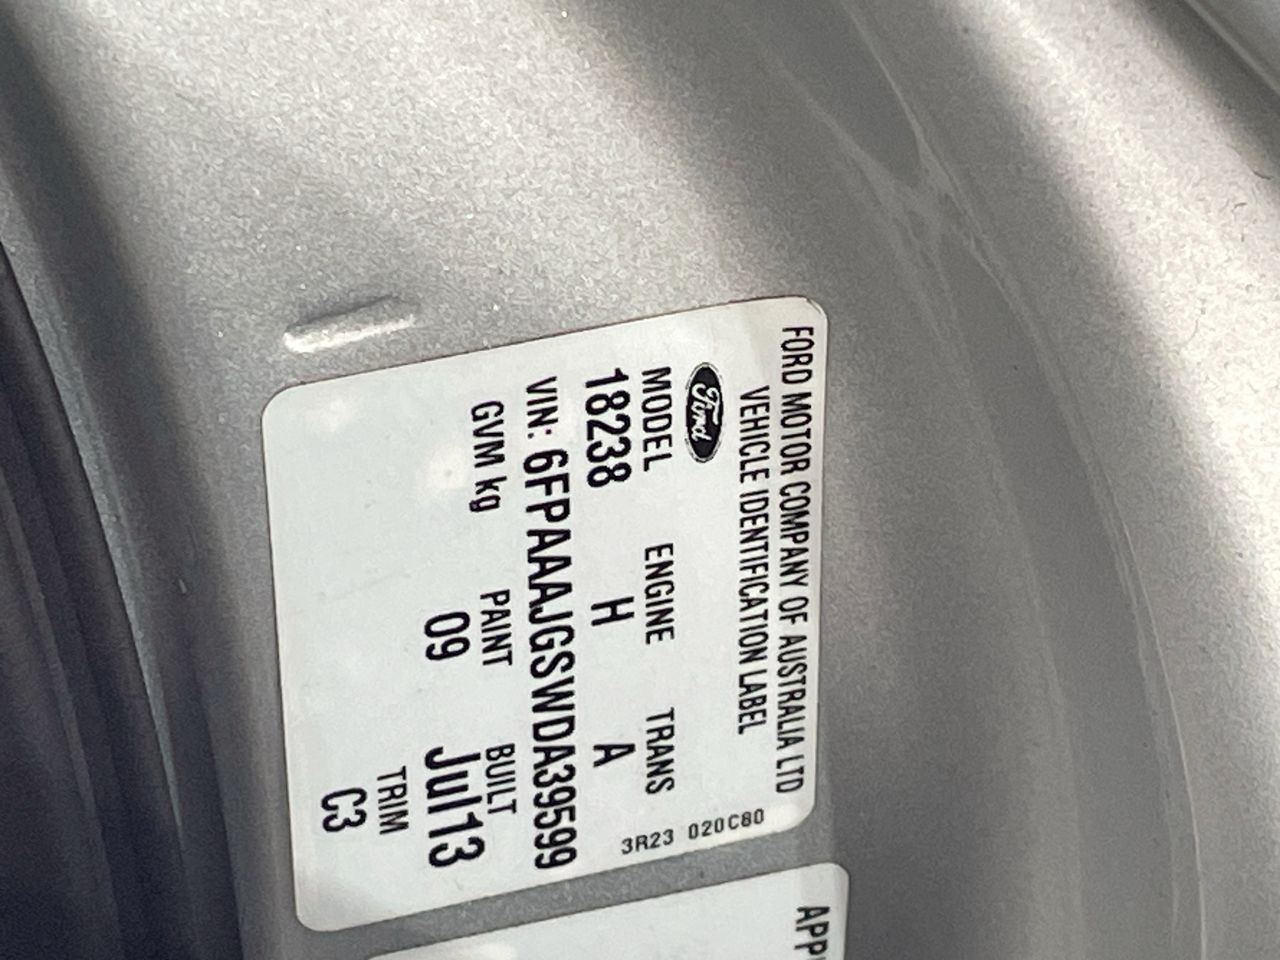 FORD MOTOR COMPANY OF AUSTRALIA LTD
VEHICLE IDENTIFICATION LABEL
Ford
MODEL ENGINE TRANS
18238 H A
3R23 020C80
VIN: 6FPAAAJGSWDA39599
GVM kg PAINT BUILT
09 Jul13
TRIM
C3